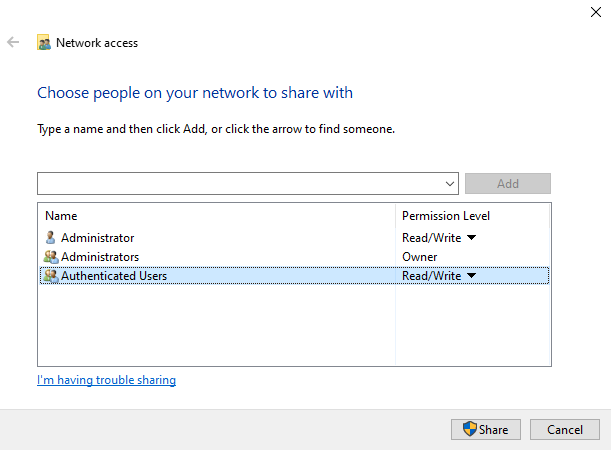 Network access
Choose people on your network to share with
Type a name and then click Add, or click the arrow to find someone.
Add
Name Permission Level
Administrator Read/Write
Administrators Owner
Authenticated Users Read/Write
I'm having trouble sharing
Share Cancel